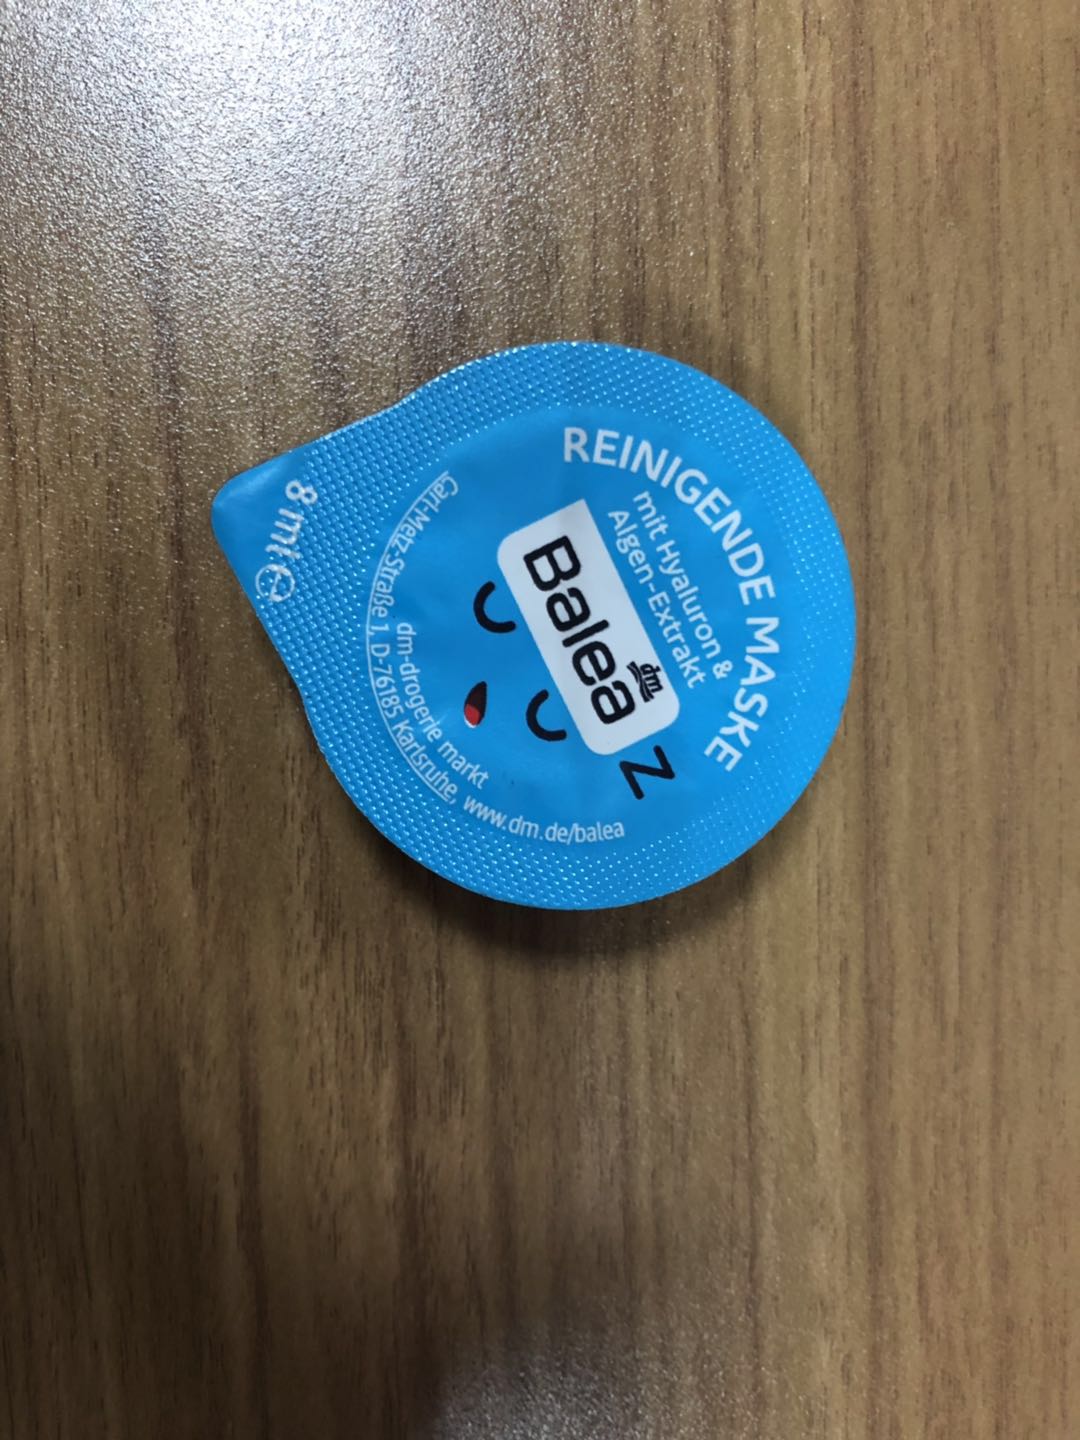 REINIGENDE MASKE
mit Hyaluron &
Algen-Extrakt
dm
Balea
z
dm-drogerie markt
Carl-Metz-Straße 1, D-76185 Karlsruhe, www.dm.de/balea
8 ml ℮